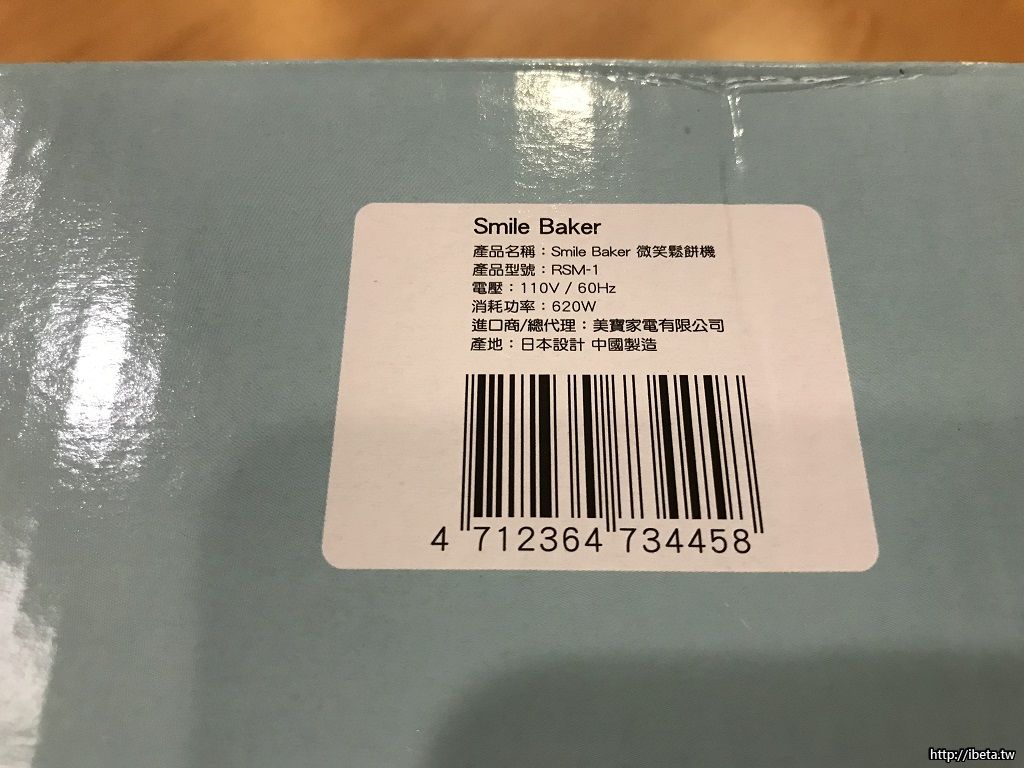 Smile Baker
產品名稱：Smile Baker 微笑鬆餅機
產品型號：RSM-1
電壓：110V / 60Hz
消耗功率：620W
進口商/總代理：美寶家電有限公司
產地：日本設計 中國製造
4 712364 734458
http://ibeta.tw